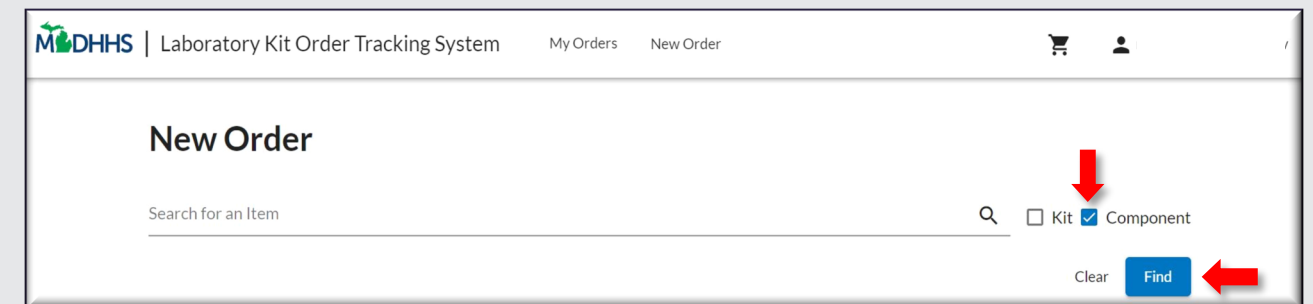 MDHHS | Laboratory Kit Order Tracking System My Orders New Order
New Order
Search for an Item Kit Component
Clear Find